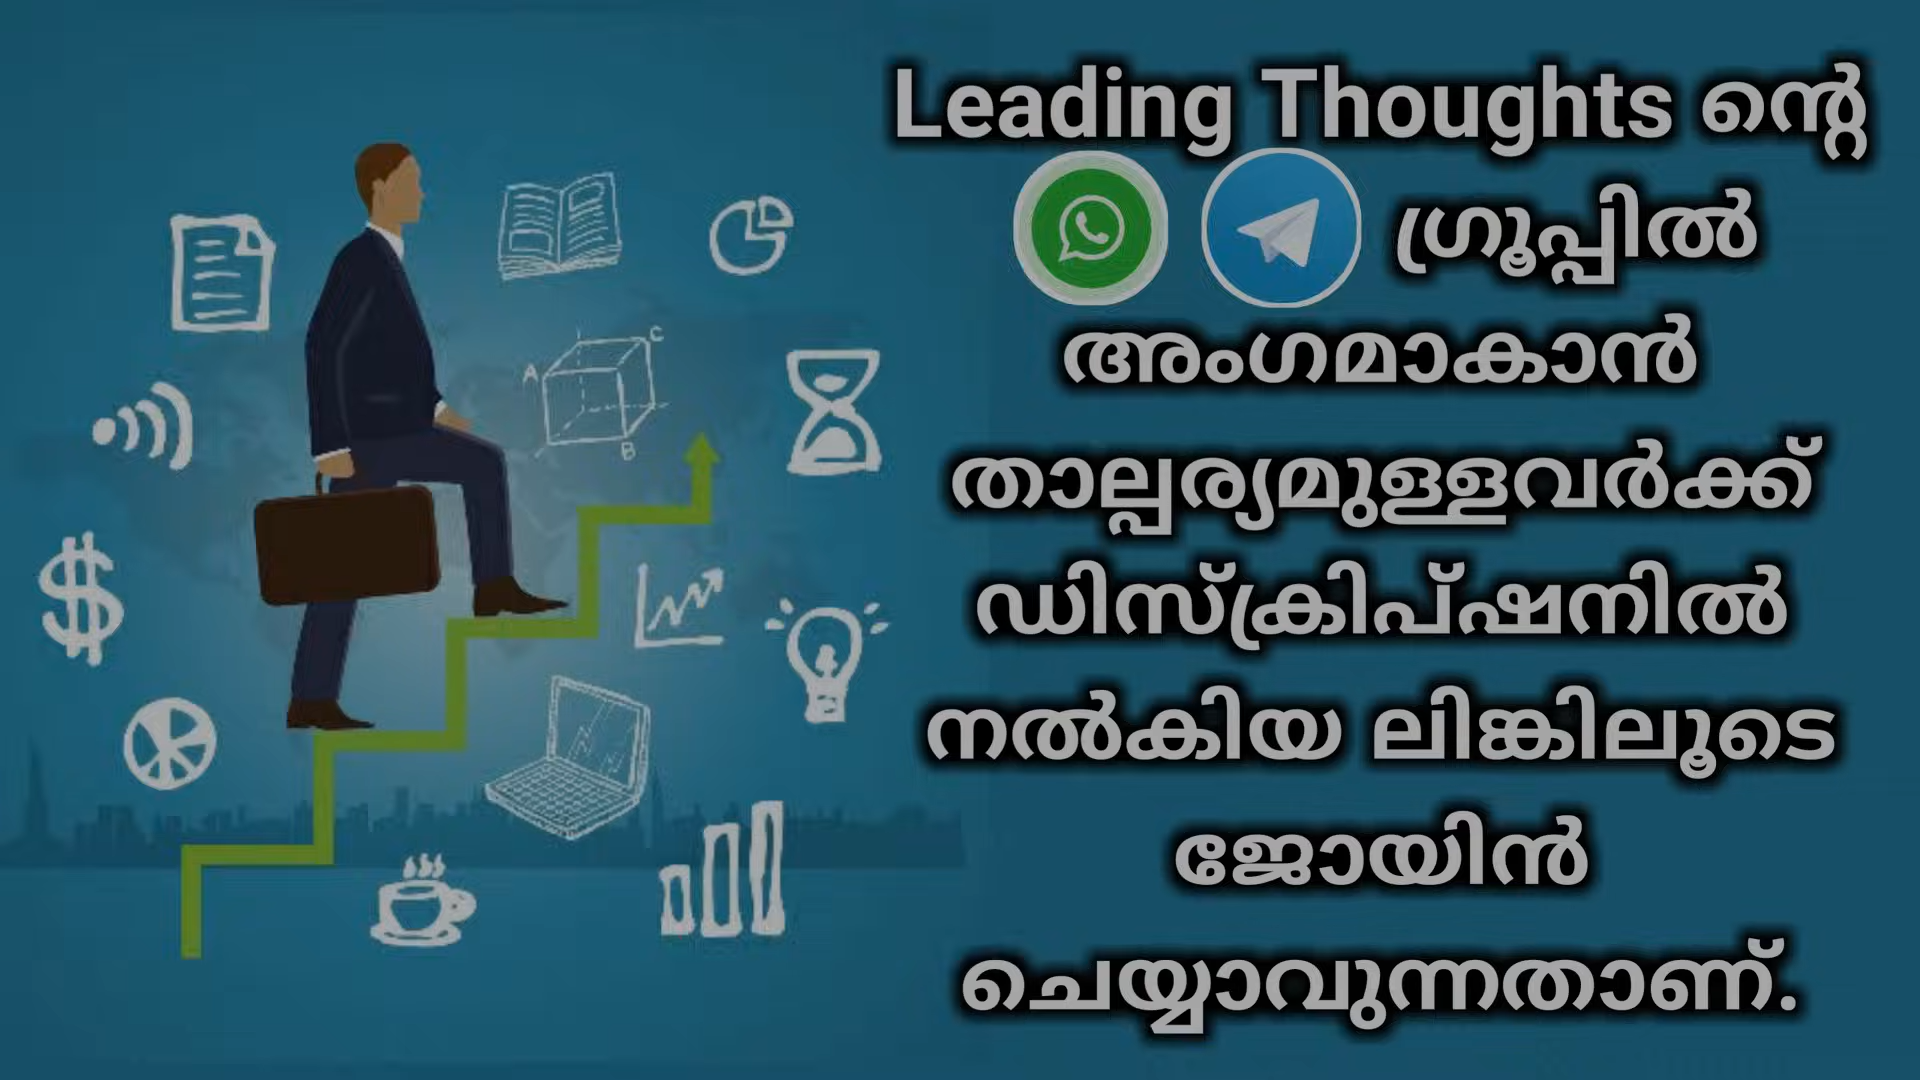 Leading Thoughts ന്റെ
ഗ്രൂപ്പിൽ
അംഗമാകാൻ
താല്പര്യമുള്ളവർക്ക്
ഡിസ്ക്രിപ്ഷനിൽ
നൽകിയ ലിങ്കിലൂടെ
ജോയിൻ
ചെയ്യാവുന്നതാണ്.
C
A
B
$